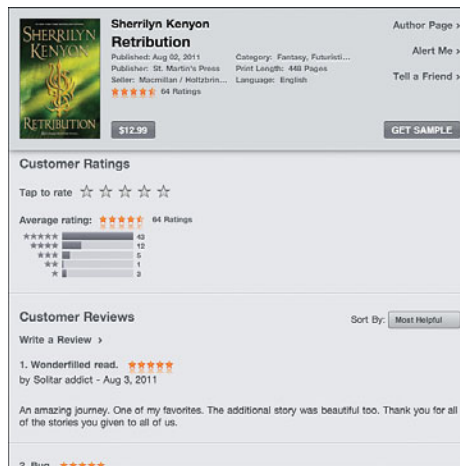 SHERRILYN
KENYON
RETRIBUTION
Sherrilyn Kenyon
Retribution
Published: Aug 02, 2011
Publisher: St. Martin's Press
Seller: Macmillan / Holtzbrin...
64 Ratings
Category: Fantasy, Futuristi...
Print Length: 448 Pages
Language: English
Author Page ›
Alert Me ›
Tell a Friend ›
$12.99
GET SAMPLE
Customer Ratings
Tap to rate
Average rating: 64 Ratings
43
12
5
1
3
Customer Reviews
Sort By: Most Helpful
Write a Review ›
1. Wonderfilled read.
by Solitar addict - Aug 3, 2011
An amazing journey. One of my favorites. The additional story was beautiful too. Thank you for all
of the stories you given to all of us.